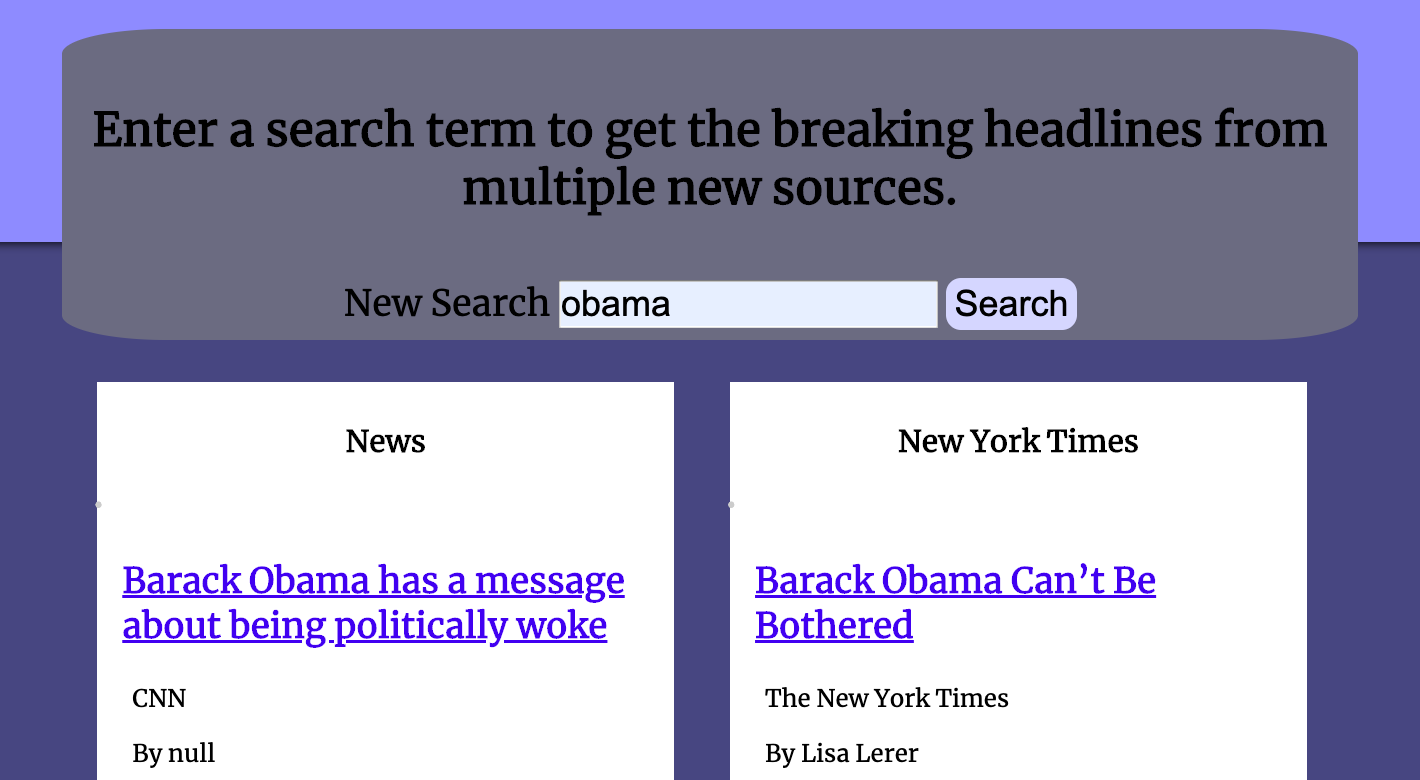 Enter a search term to get the breaking headlines from
multiple new sources.
New Search obama Search
News
Barack Obama has a message
about being politically woke
CNN
By null
New York Times
Barack Obama Can’t Be
Bothered
The New York Times
By Lisa Lerer